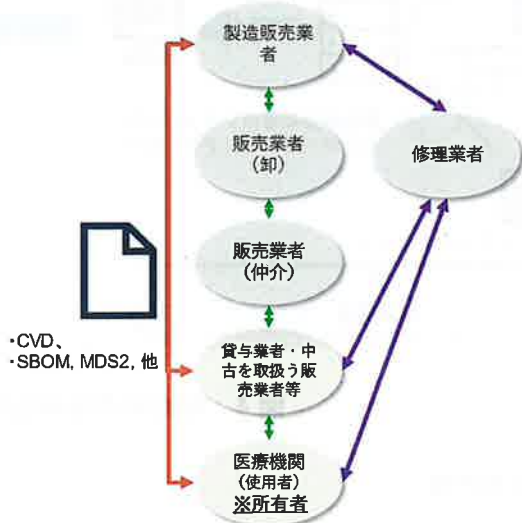 製造販売業
者
販売業者
(卸)
修理業者
販売業者
(仲介)
・CVD、
・SBOM, MDS2, 他
貸与業者・中
古を取扱う販
売業者等
医療機関
(使用者)
※所有者